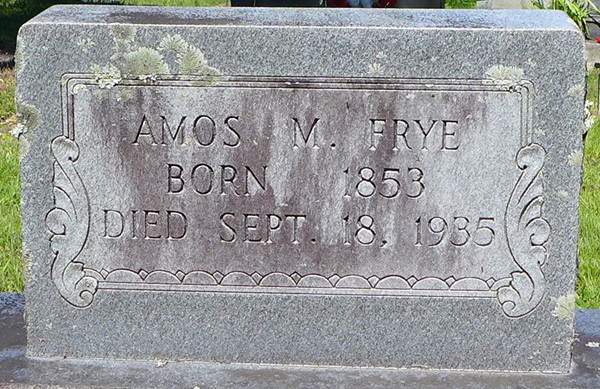 AMOS M. FRYE
BORN 1853
DIED SEPT. 18, 1935